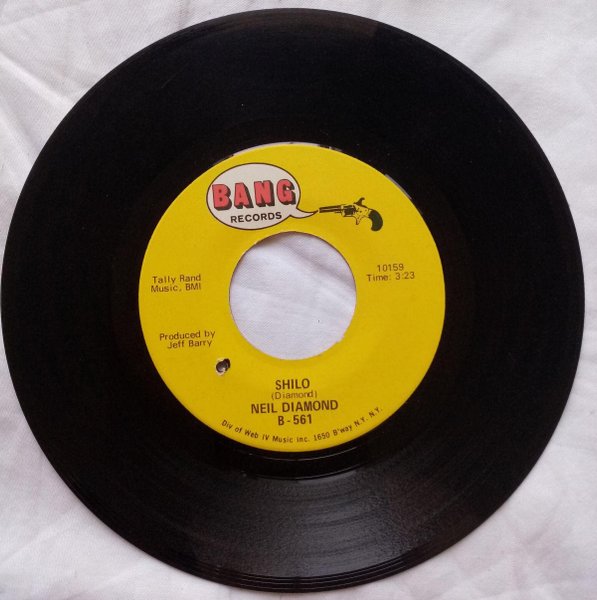 BANG
RECORDS
Tally Rand
Music, BMI
10159
Time: 3:23
Produced by
Jeff Barry
SHILO
(Diamond)
NEIL DIAMOND
B-561
Div of Web IV Music inc. 1650 B'way N.Y. N.Y.